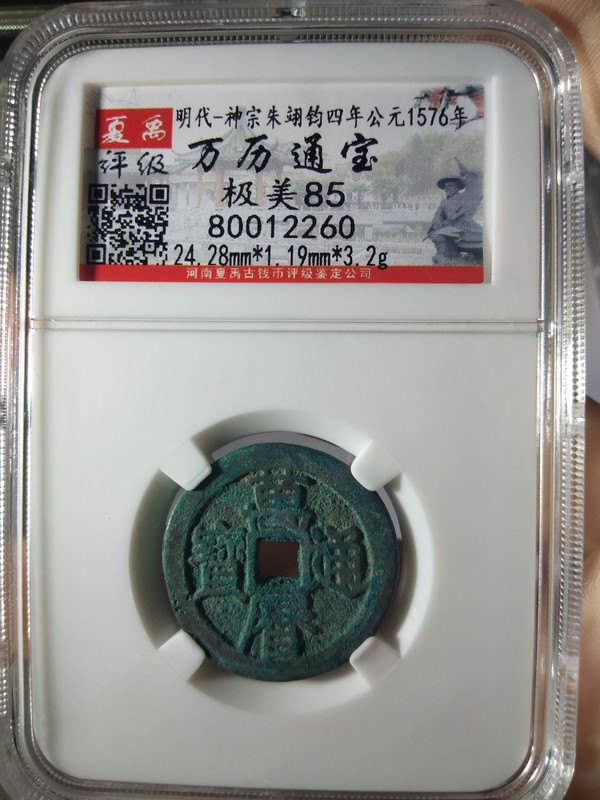 夏禹
评级
明代-神宗朱翊钧四年公元1576年
万历通宝
极美85
80012260
24.28mm*1.19mm*3.2g
河南夏禹古钱币评级鉴定公司
萬曆通寶